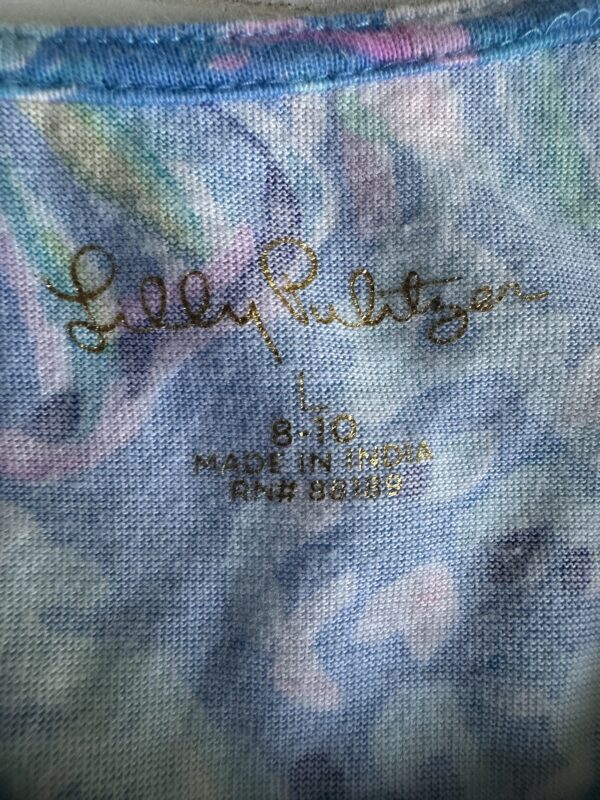 Lilly Pulitzer
L
8-10
MADE IN INDIA
RN# 88189